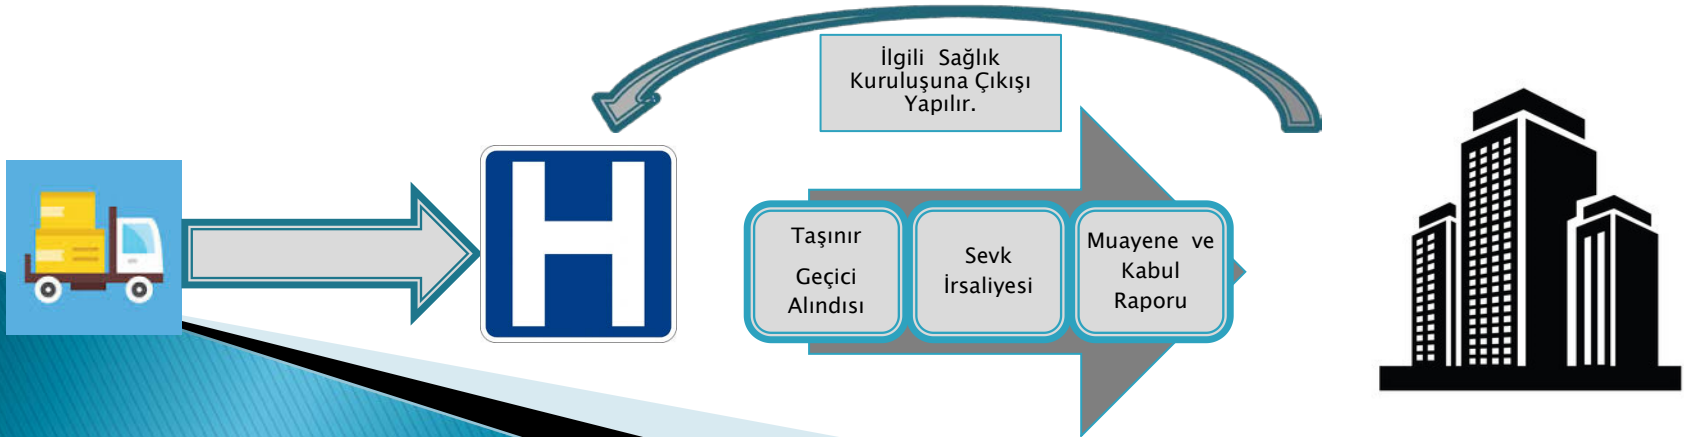 İlgili Sağlık
Kuruluşuna Çıkışı
Yapılır.
H
Taşınır
Geçici
Alındısı
Sevk
İrsaliyesi
Muayene ve
Kabul
Raporu